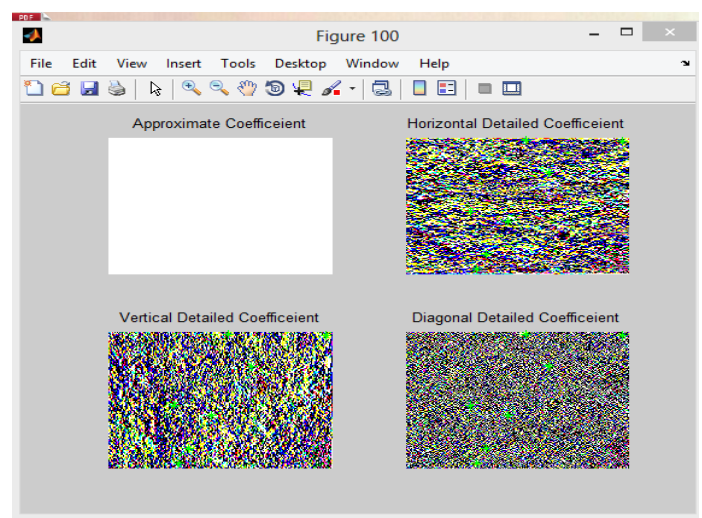 PDF
Figure 100
File Edit View Insert Tools Desktop Window Help
Approximate Coefficeient Horizontal Detailed Coefficeient
Vertical Detailed Coefficeient Diagonal Detailed Coefficeient